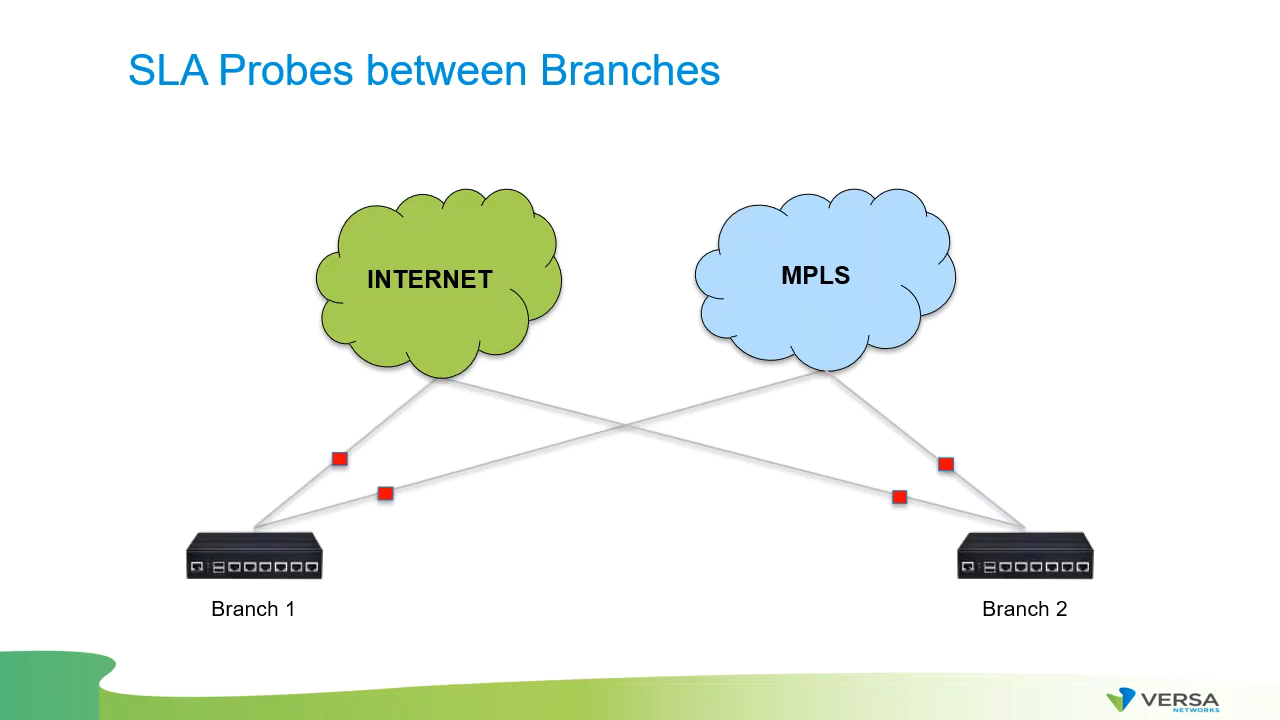 SLA Probes between Branches
INTERNET
MPLS
Branch 1
Branch 2
VERSA
NETWORKS